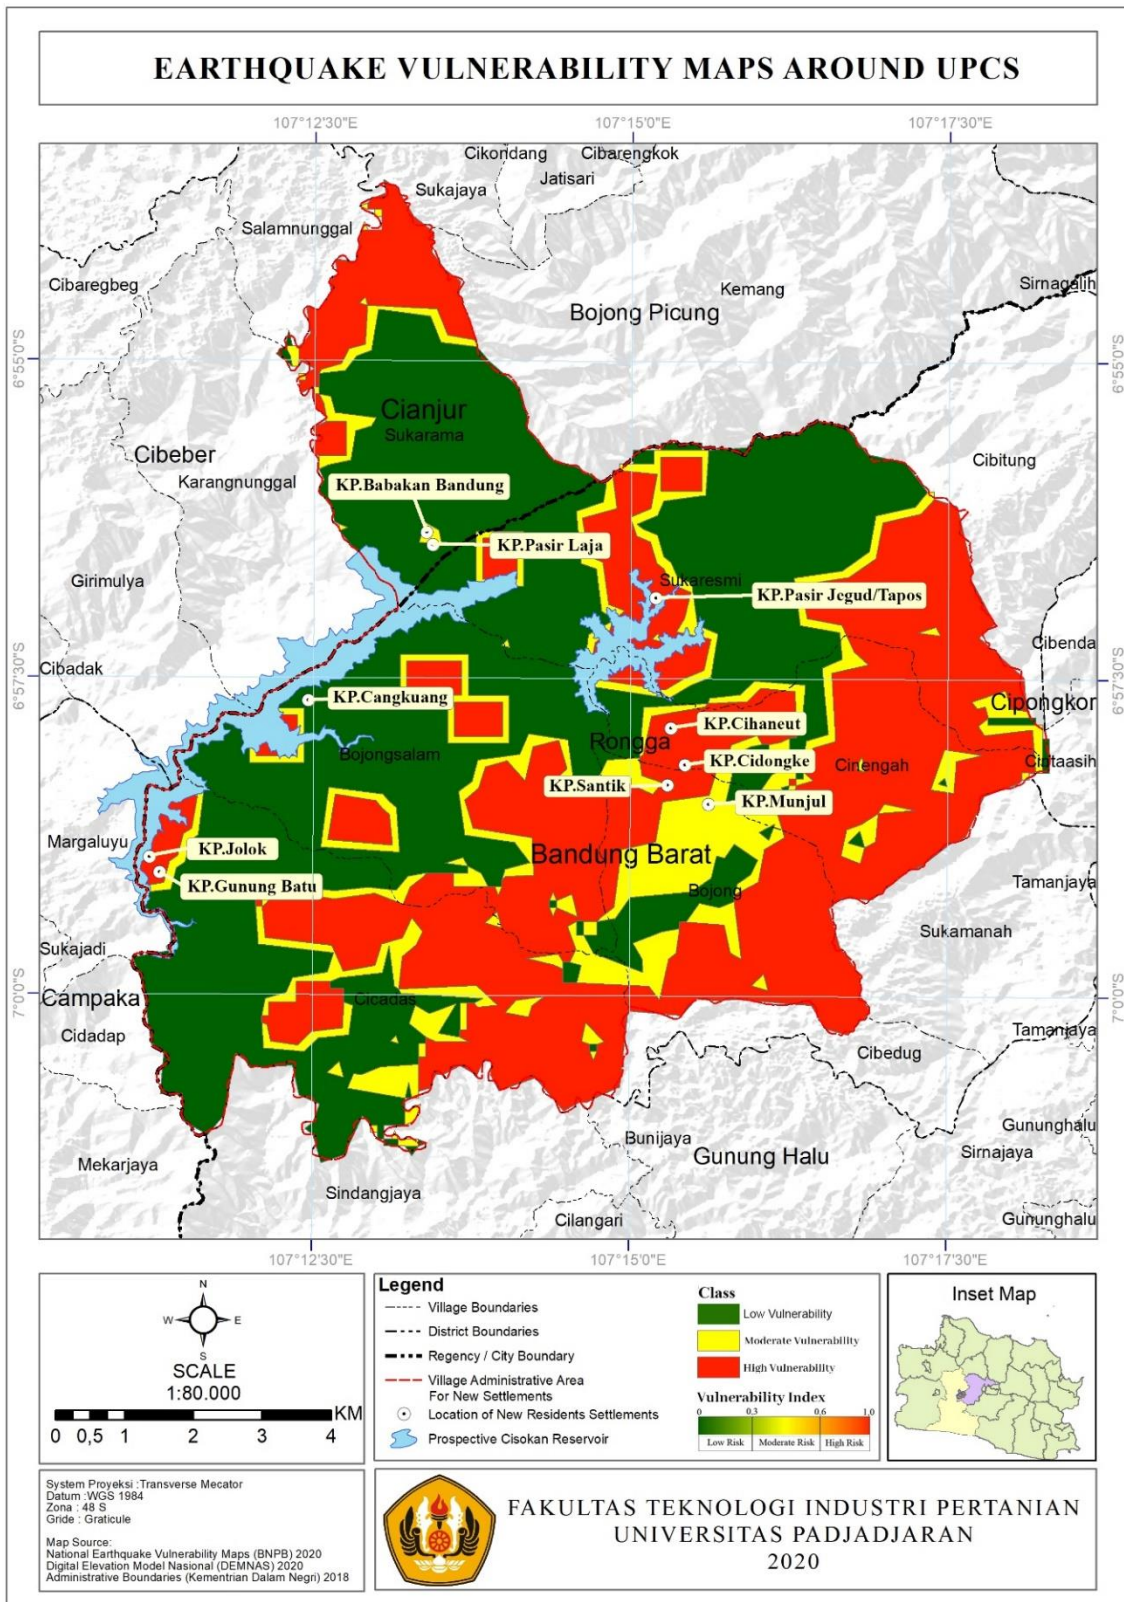 EARTHQUAKE VULNERABILITY MAPS AROUND UPCS
107°12'30"E
107°15'0"E
107°17'30"E
Cikondang
Cibarengkok
Sukajaya
Jatisari
Salamnunggal
Cibaregbeg
Kemang
Sirnagalih
Bojong Picung
6°55'0"S
6°55'0"S
Cianjur
Sukarama
Cibeber
Cibitung
Karangnunggal
KP.Babakan Bandung
KP.Pasir Laja
Girimulya
Sukaresmi
KP.Pasir Jegud/Tapos
Cibenda
Cibadak
6°57'30"S
6°57'30"S
KP.Cangkuang
Cipongkor
KP.Cihaneut
Rongga
Bojongsalam
KP.Cidongke
Cinengah
Ciptaasih
KP.Santik
KP.Munjul
Margaluyu
KP.Jolok
Bandung Barat
KP.Gunung Batu
Bojong
Tamanjaya
Sukamanah
Sukajadi
Campaka
Cicadas
7°0'0"S
7°0'0"S
Cidadap
Tamanjaya
Cibedug
Gununghalu
Bunijaya
Gunung Halu
Sirnajaya
Mekarjaya
Sindangjaya
Cilangari
Gununghalu
107°12'30"E
107°15'0"E
107°17'30"E
N
W
E
S
SCALE
1:80.000
KM
0 0,5 1 2 3 4
Legend
Village Boundaries
District Boundaries
Regency / City Boundary
Village Administrative Area
For New Settlements
Location of New Residents Settlements
Prospective Cisokan Reservoir
Class
Low Vulnerability
Moderate Vulnerability
High Vulnerability
Vulnerability Index
0 0,3 0,6 1,0
Low Risk Moderate Risk High Risk
Inset Map
System Proyeksi :Transverse Mecator
Datum :WGS 1984
Zona : 48 S
Gride : Graticule
Map Source:
National Earthquake Vulnerability Maps (BNPB) 2020
Digital Elevation Model Nasional (DEMNAS) 2020
Administrative Boundaries (Kementrian Dalam Negri) 2018
FAKULTAS TEKNOLOGI INDUSTRI PERTANIAN
UNIVERSITAS PADJADJARAN
2020